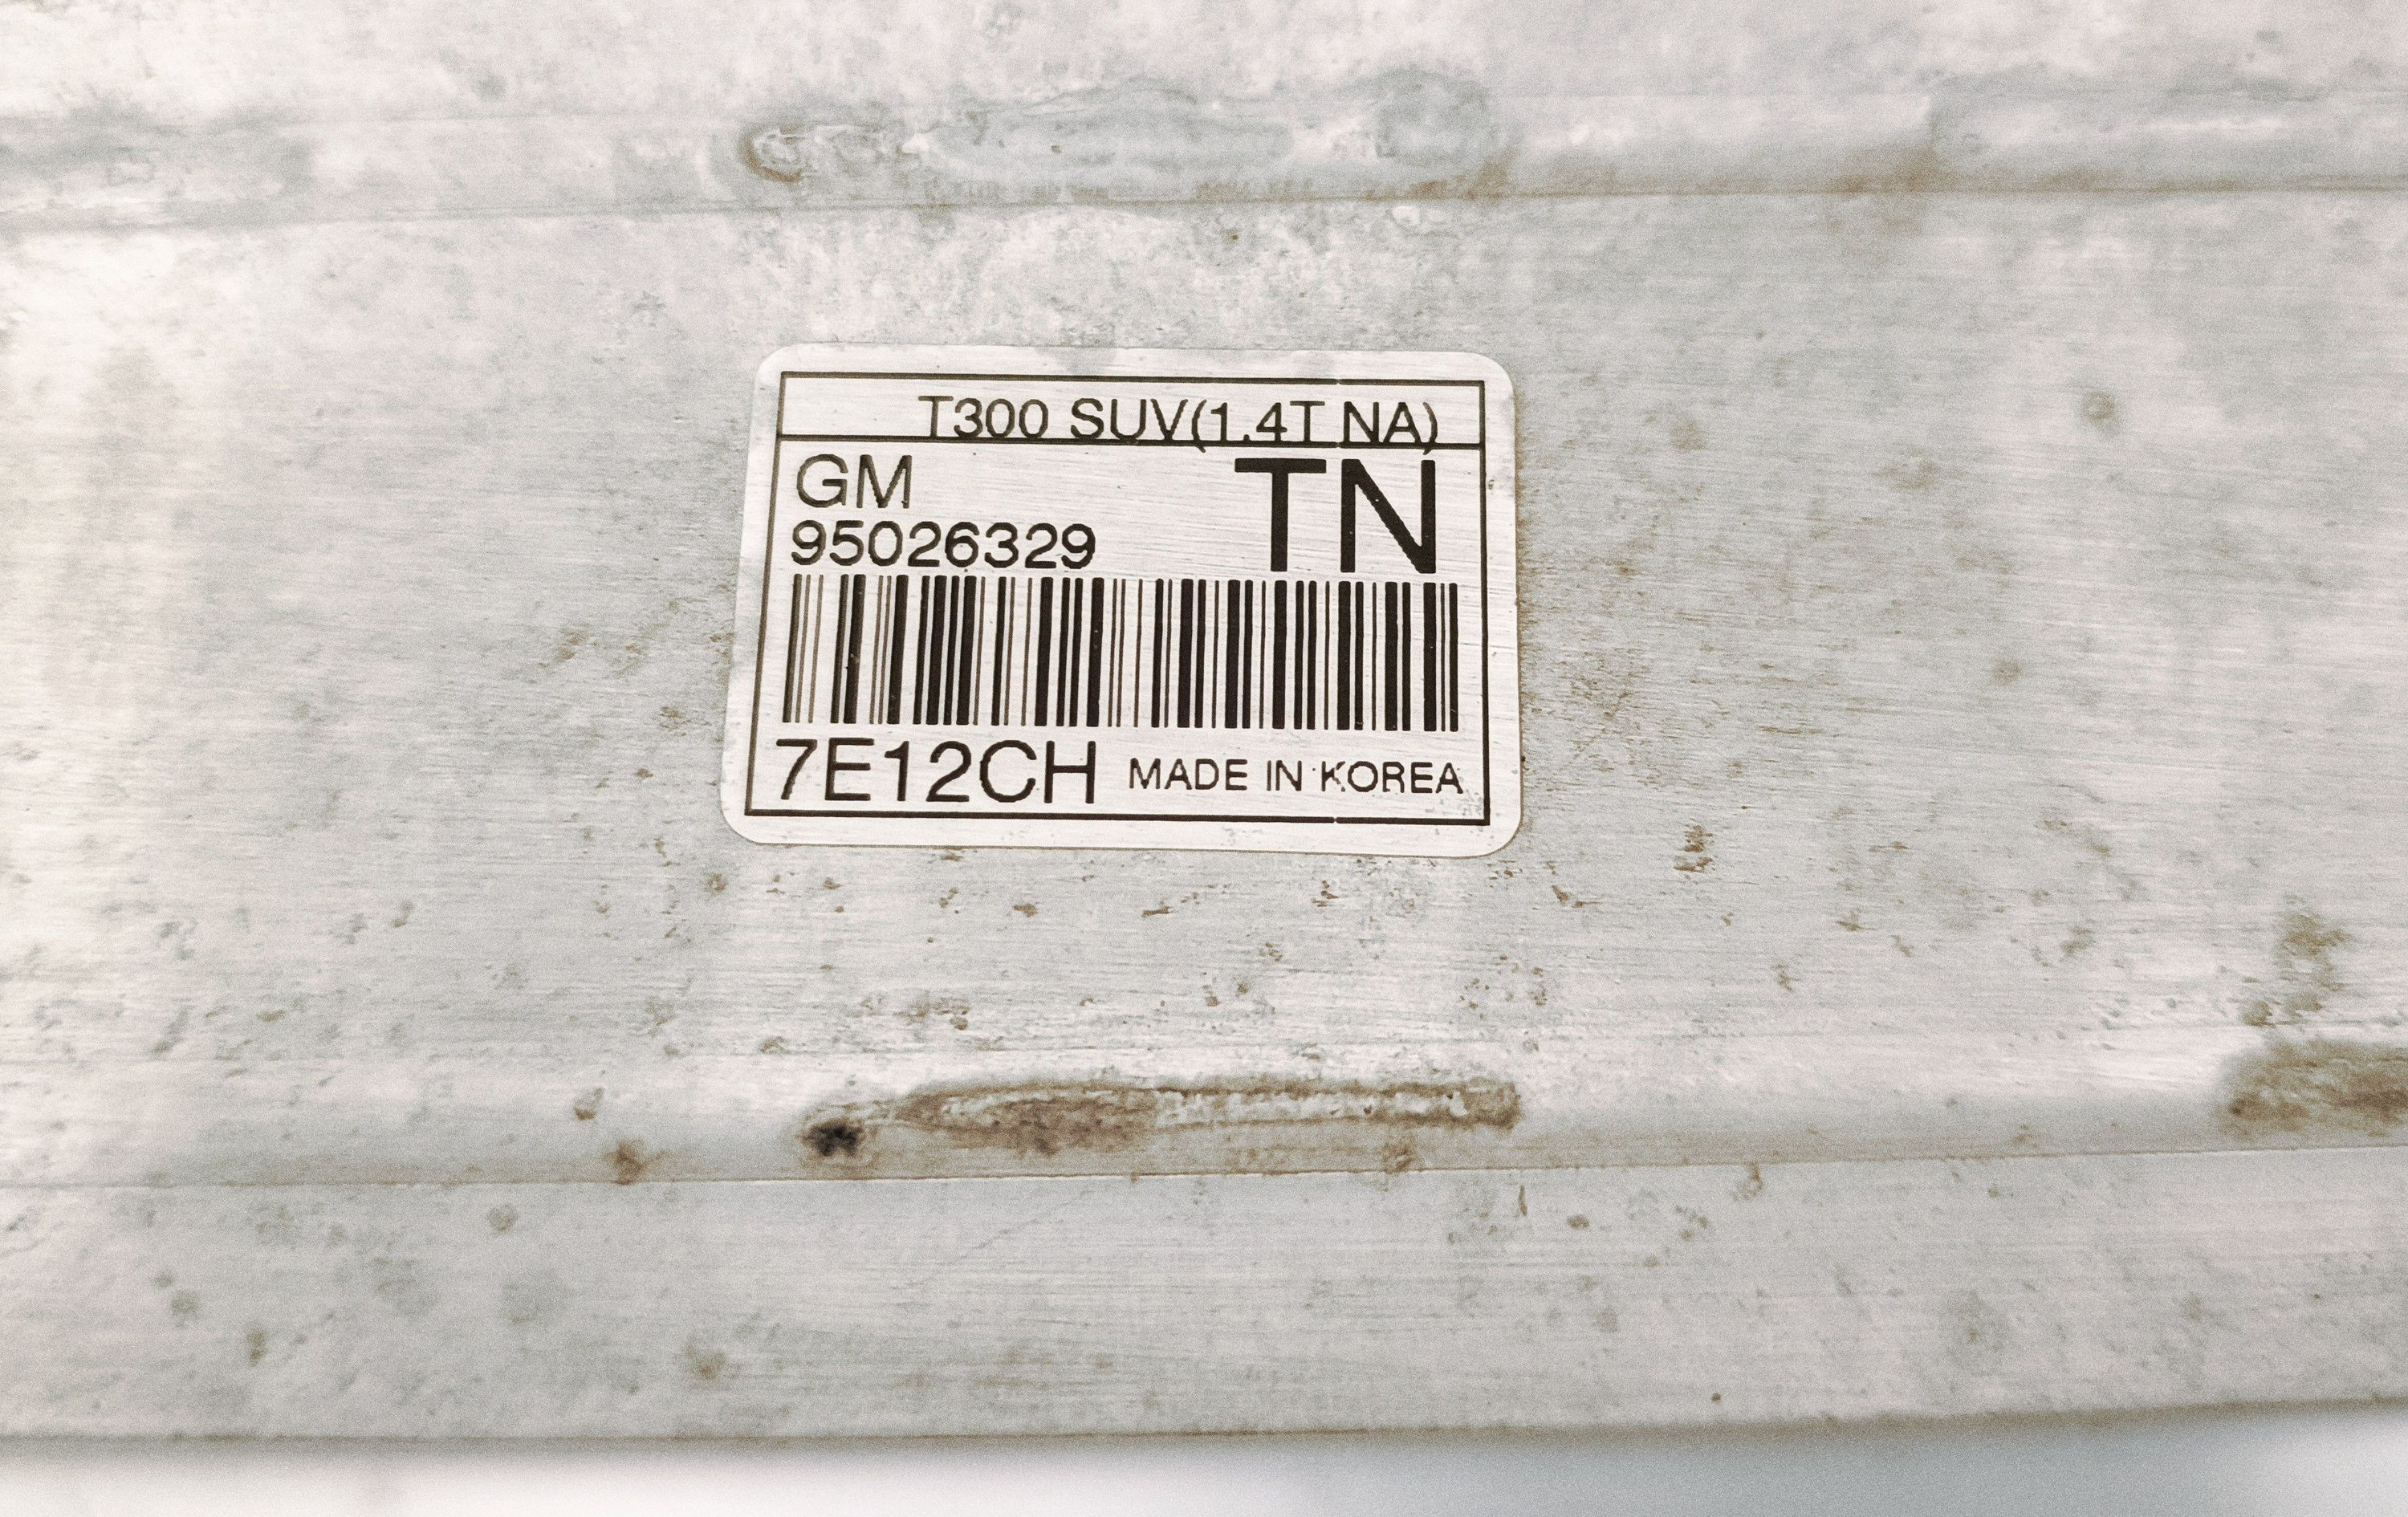 T300 SUV(1.4T NA)
GM
TN
95026329
7E12CH MADE IN KOREA